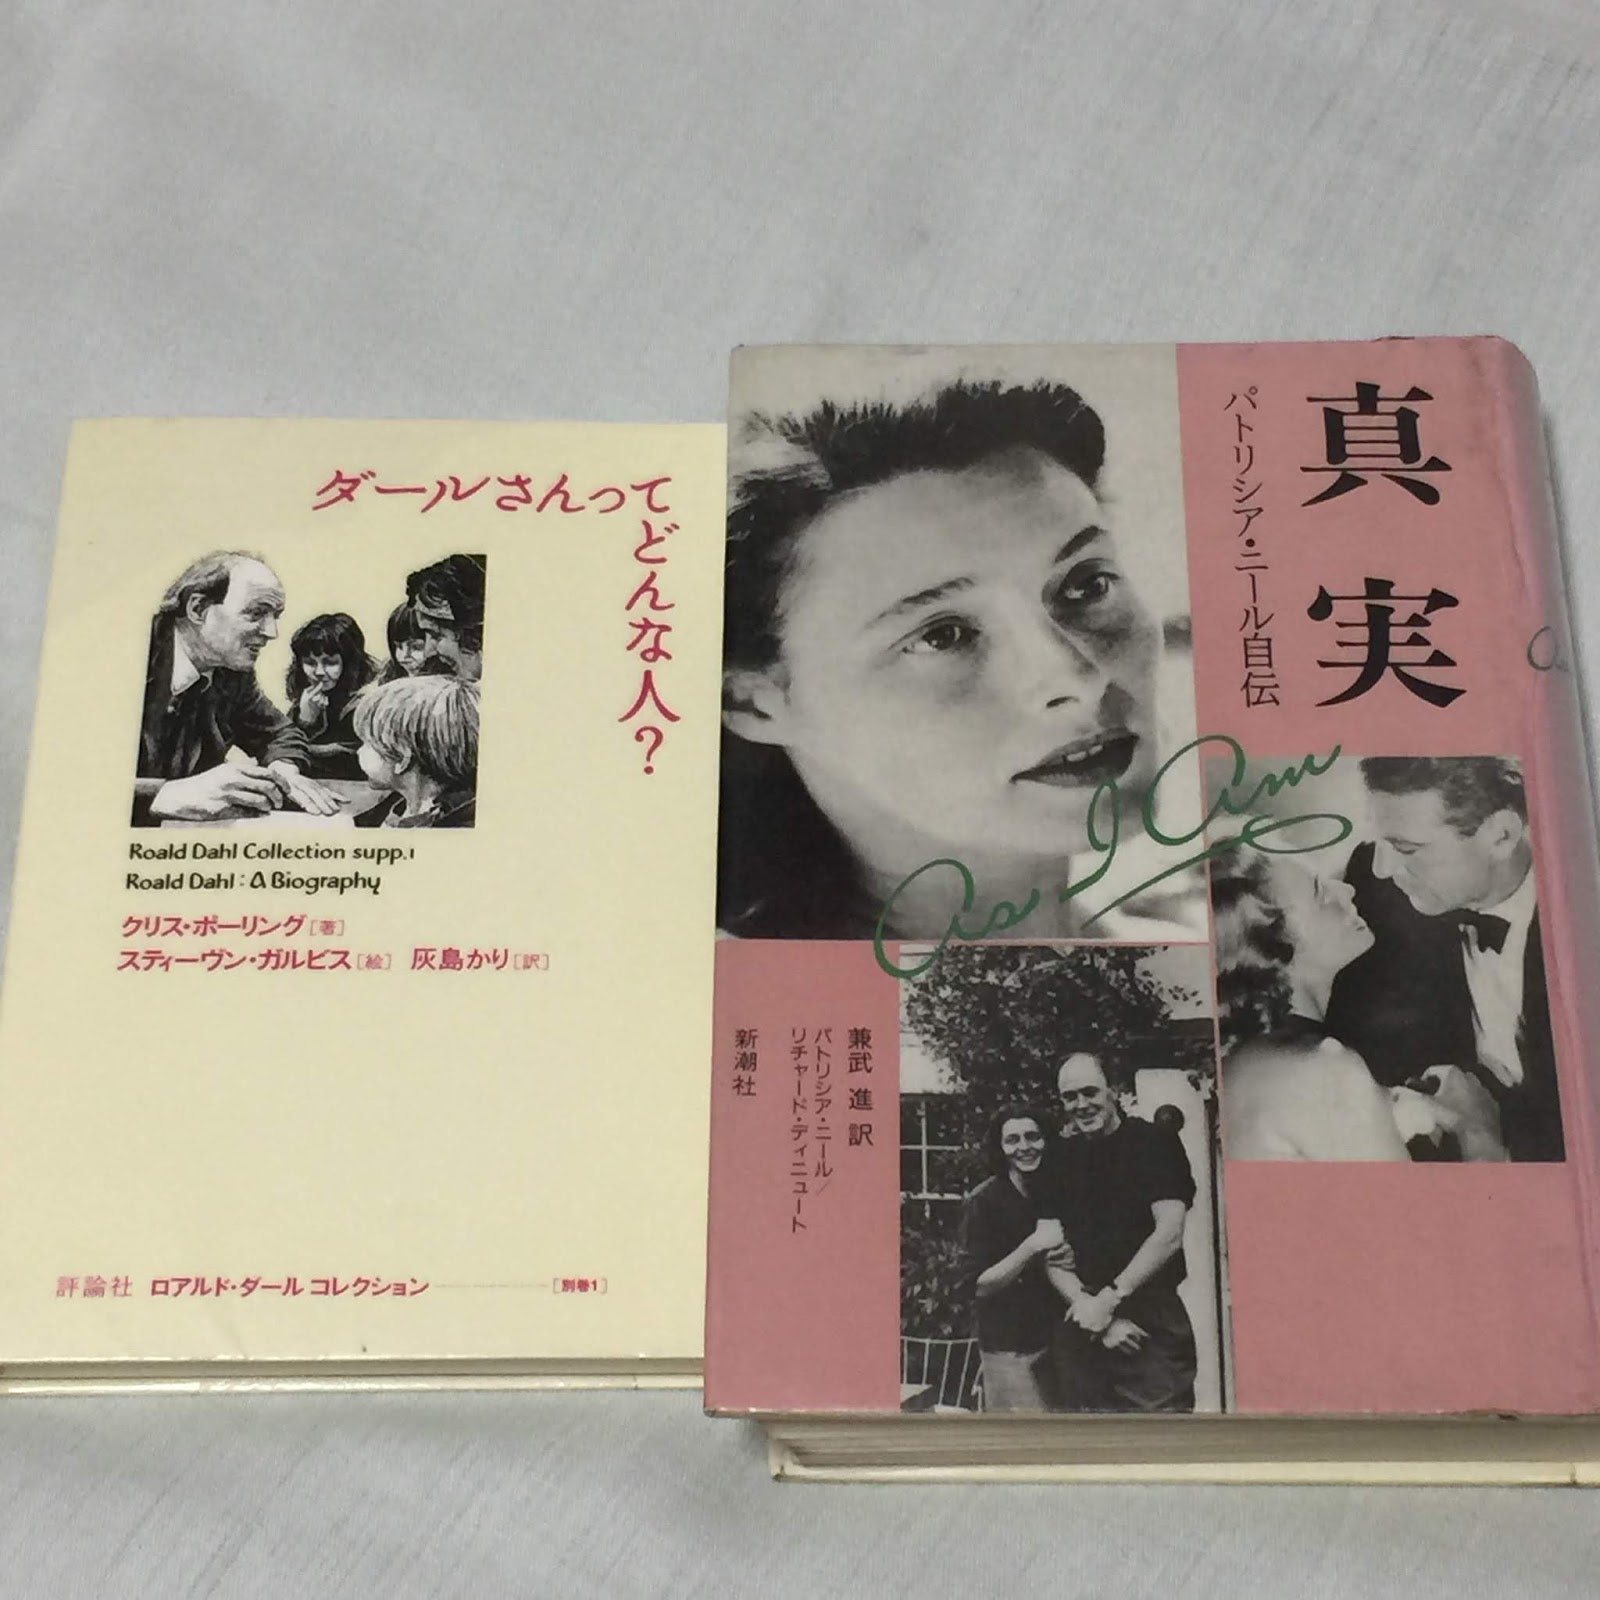 ダールさんって
どんな人?
Roald Dahl Collection supp.1
Roald Dahl : A Biography
クリス・ポーリング[著]
スティーヴン・ガルビス[絵] 灰島かり[訳]
評論社 ロアルド・ダール コレクション [別巻1]
真実
パトリシア・ニール自伝
As I Am
兼武 進 訳
パトリシア・ニール/
リチャード・ディニュート
新潮社